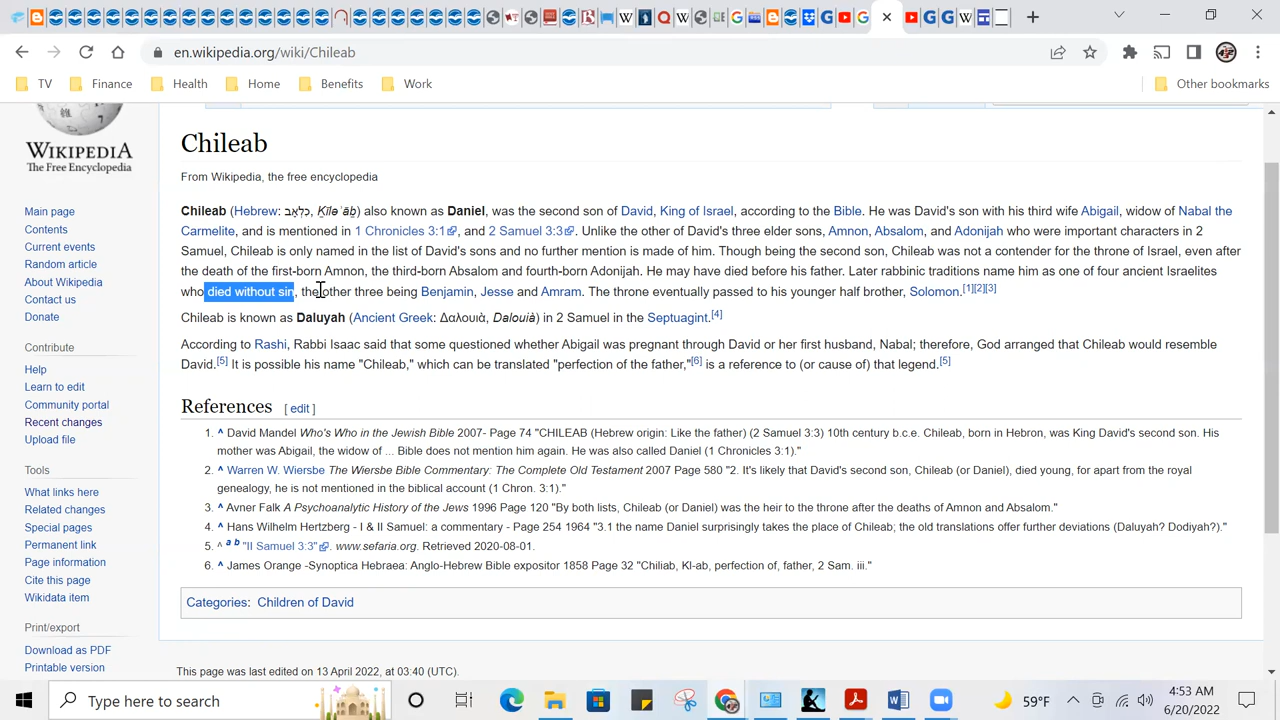 en.wikipedia.org/wiki/Chileab
TV Finance Health Home Benefits Work Other bookmarks
WIKIPEDIA
The Free Encyclopedia
Main page
Contents
Current events
Random article
About Wikipedia
Contact us
Donate
Contribute
Help
Learn to edit
Community portal
Recent changes
Upload file
Tools
What links here
Related changes
Special pages
Permanent link
Page information
Cite this page
Wikidata item
Print/export
Download as PDF
Printable version
Chileab
From Wikipedia, the free encyclopedia
Chileab (Hebrew: כִלְאָב, Ḵīləʾāḇ) also known as Daniel, was the second son of David, King of Israel, according to the Bible. He was David's son with his third wife Abigail, widow of Nabal the
Carmelite, and is mentioned in 1 Chronicles 3:1, and 2 Samuel 3:3. Unlike the other of David's three elder sons, Amnon, Absalom, and Adonijah who were important characters in 2
Samuel, Chileab is only named in the list of David's sons and no further mention is made of him. Though being the second son, Chileab was not a contender for the throne of Israel, even after
the death of the first-born Amnon, the third-born Absalom and fourth-born Adonijah. He may have died before his father. Later rabbinic traditions name him as one of four ancient Israelites
who died without sin, the other three being Benjamin, Jesse and Amram. The throne eventually passed to his younger half brother, Solomon.[1][2][3]
Chileab is known as Daluyah (Ancient Greek: Δαλουιὰ, Dalouià) in 2 Samuel in the Septuagint.[4]
According to Rashi, Rabbi Isaac said that some questioned whether Abigail was pregnant through David or her first husband, Nabal; therefore, God arranged that Chileab would resemble
David.[5] It is possible his name "Chileab," which can be translated "perfection of the father,"[6] is a reference to (or cause of) that legend.[5]
References [ edit ]
1. ^ David Mandel Who's Who in the Jewish Bible 2007- Page 74 "CHILEAB (Hebrew origin: Like the father) (2 Samuel 3:3) 10th century b.c.e. Chileab, born in Hebron, was King David's second son. His
mother was Abigail, the widow of ... Bible does not mention him again. He was also called Daniel (1 Chronicles 3:1)."
2. ^ Warren W. Wiersbe The Wiersbe Bible Commentary: The Complete Old Testament 2007 Page 580 "2. It's likely that David's second son, Chileab (or Daniel), died young, for apart from the royal
genealogy, he is not mentioned in the biblical account (1 Chron. 3:1)."
3. ^ Avner Falk A Psychoanalytic History of the Jews 1996 Page 120 "By both lists, Chileab (or Daniel) was the heir to the throne after the deaths of Amnon and Absalom."
4. ^ Hans Wilhelm Hertzberg - I & II Samuel: a commentary - Page 254 1964 "3.1 the name Daniel surprisingly takes the place of Chileab; the old translations offer further deviations (Daluyah? Dodiyah?)."
5. ^ a b "II Samuel 3:3". www.sefaria.org. Retrieved 2020-08-01.
6. ^ James Orange -Synoptica Hebraea: Anglo-Hebrew Bible expositor 1858 Page 32 "Chiliab, KI-ab, perfection of, father, 2 Sam. iii."
Categories: Children of David
This page was last edited on 13 April 2022, at 03:40 (UTC).
Type here to search
59°F
4:53 AM
6/20/2022